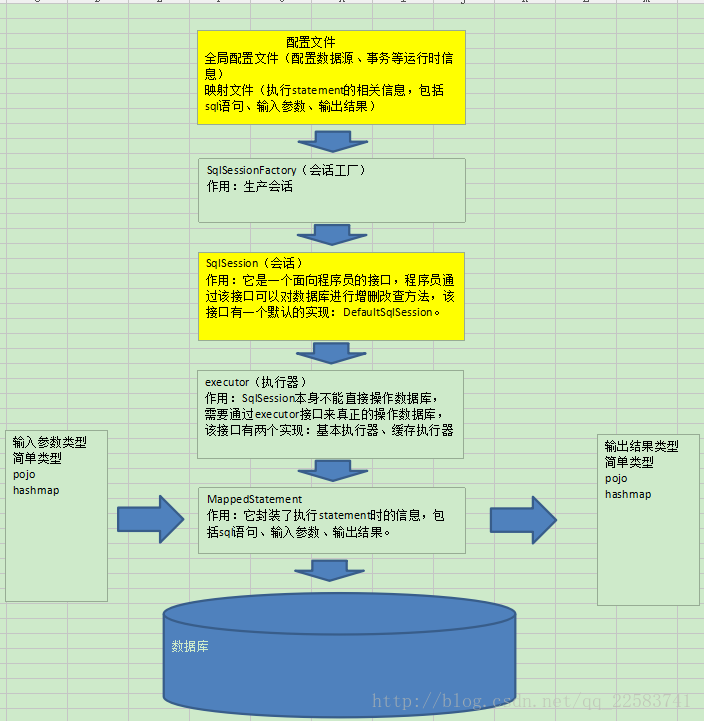 配置文件
全局配置文件（配置数据源、事务等运行时信
息）
映射文件（执行statement的相关信息，包括
sql语句、输入参数、输出结果）
SqlSessionFactory（会话工厂）
作用：生产会话
SqlSession（会话）
作用：它是一个面向程序员的接口，程序员通
过该接口可以对数据库进行增删改查方法，该
接口有一个默认的实现：DefaultSqlSession。
executor（执行器）
作用：SqlSession本身不能直接操作数据库，
需要通过executor接口来真正的操作数据库，
该接口有两个实现：基本执行器、缓存执行器
输入参数类型
简单类型
pojo
hashmap
MappedStatement
作用：它封装了执行statement时的信息，包
括sql语句、输入参数、输出结果。
输出结果类型
简单类型
pojo
hashmap
数据库
http://blog.csdn.net/qq_22583741